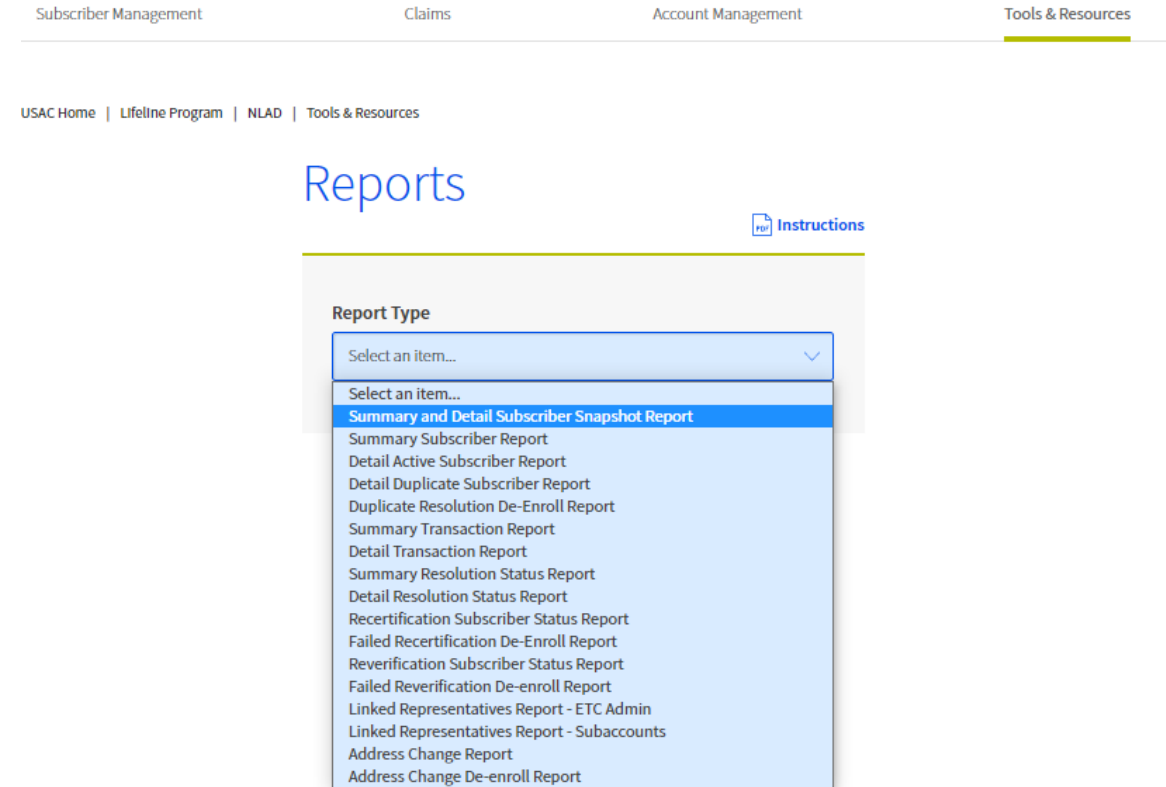 Subscriber Management Claims Account Management Tools & Resources
USAC Home | Lifeline Program | NLAD | Tools & Resources
Reports
PDF Instructions
Report Type
Select an item...
Select an item...
Summary and Detail Subscriber Snapshot Report
Summary Subscriber Report
Detail Active Subscriber Report
Detail Duplicate Subscriber Report
Duplicate Resolution De-Enroll Report
Summary Transaction Report
Detail Transaction Report
Summary Resolution Status Report
Detail Resolution Status Report
Recertification Subscriber Status Report
Failed Recertification De-Enroll Report
Reverification Subscriber Status Report
Failed Reverification De-enroll Report
Linked Representatives Report - ETC Admin
Linked Representatives Report - Subaccounts
Address Change Report
Address Change De-enroll Report